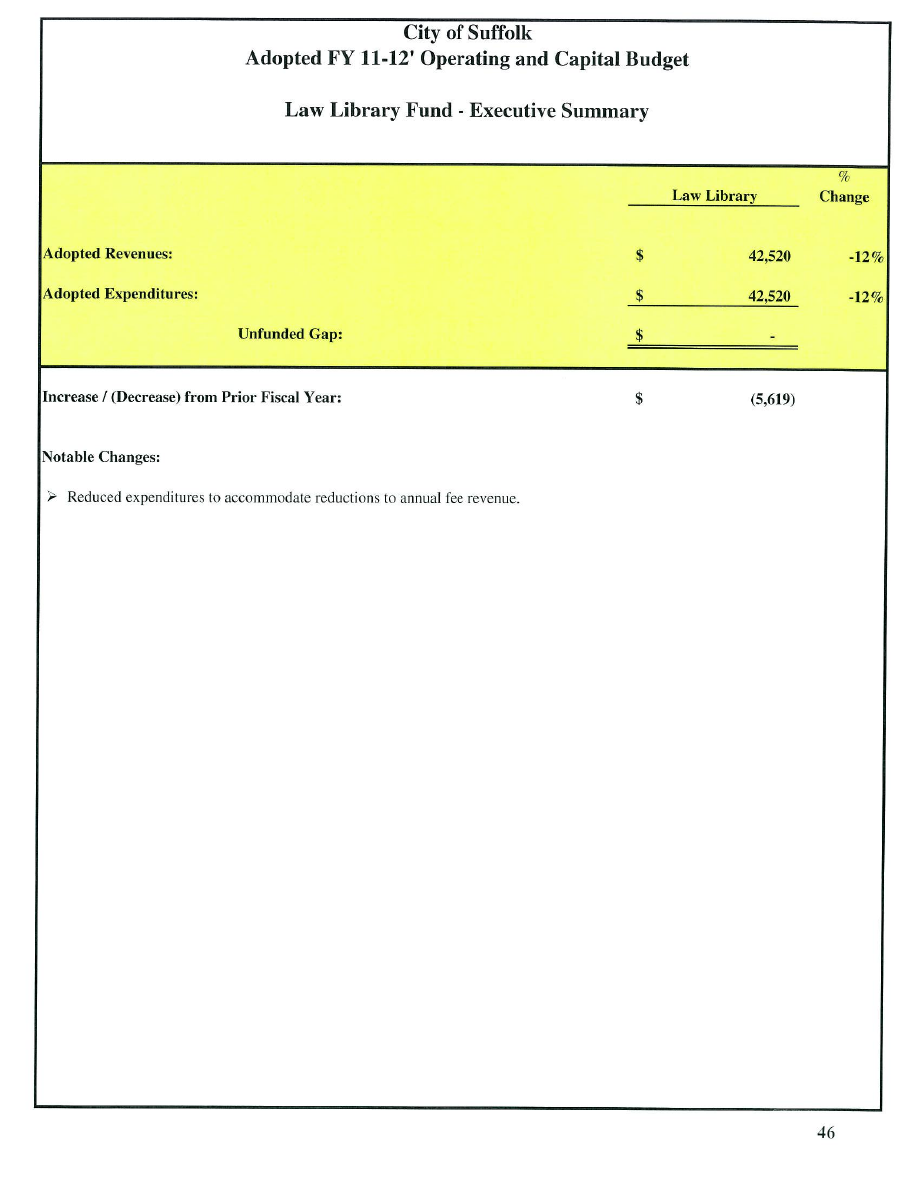 City of Suffolk
Adopted FY 11-12' Operating and Capital Budget
Law Library Fund - Executive Summary
%
Law Library Change
Adopted Revenues: $ 42,520 -12%
Adopted Expenditures: $ 42,520 -12%
Unfunded Gap: $ -
Increase / (Decrease) from Prior Fiscal Year: $ (5,619)
Notable Changes:
➢ Reduced expenditures to accommodate reductions to annual fee revenue.
46